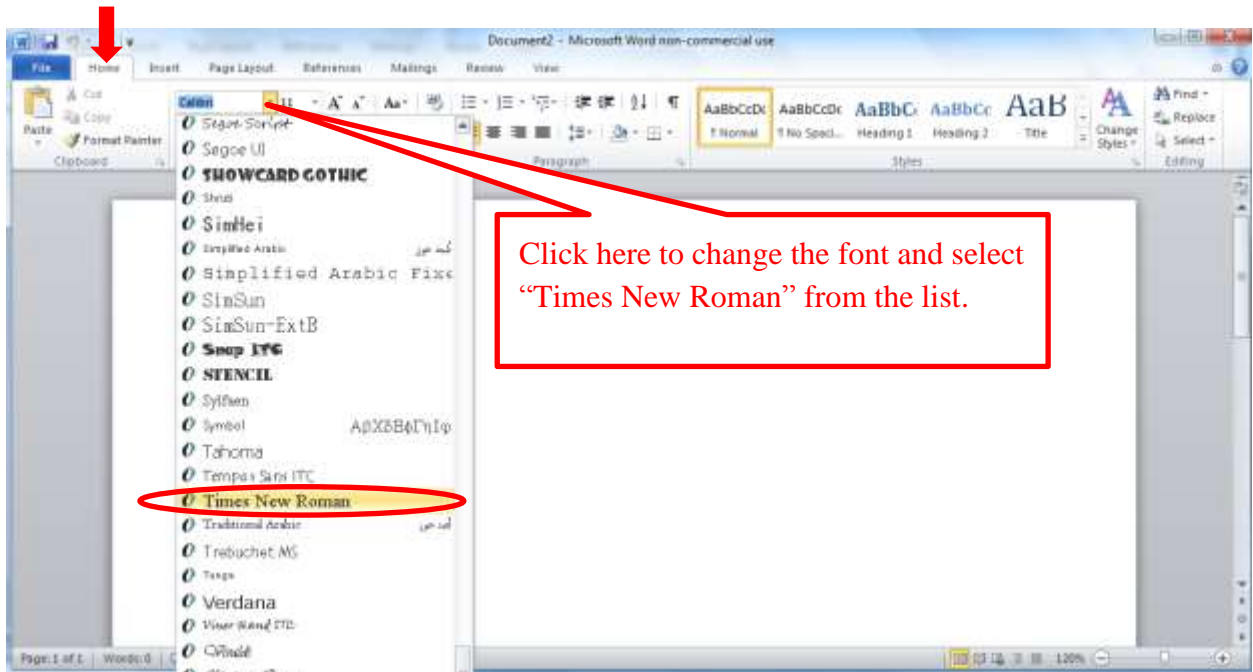 Document2 - Microsoft Word non-commercial use
File Home Insert Page Layout References Mailings Review View
Cut
Copy
Paste
Format Painter
Clipboard
Calibri 11
AaBbCcDc AaBbCcDc AaBbC AaBbCc AaB
¶ Normal ¶ No Spaci... Heading 1 Heading 2 Title
Change
Styles
Find
Replace
Select
Paragraph
Styles
Editing
Segoe Script
Segoe UI
SHOWCARD GOTHIC
Shruti
SimHei
Simplified Arabic
Simplified Arabic Fixe
SimSun
SimSun-ExtB
Snap ITC
STENCIL
Sylfaen
Symbol
Tahoma
Tempus Sans ITC
Times New Roman
Traditional Arabic
Trebuchet MS
Tunga
Verdana
Viner Hand ITC
Vivaldi
Click here to change the font and select
“Times New Roman” from the list.
Page: 1 of 1 Words: 0
120%